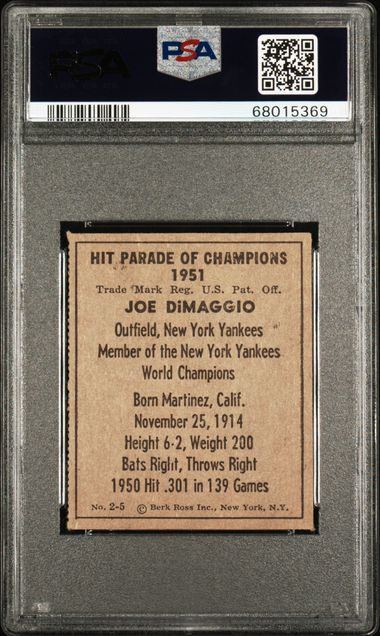 PSA
PSA
68015369
HIT PARADE OF CHAMPIONS
1951
Trade Mark Reg. U.S. Pat. Off.
JOE DiMAGGIO
Outfield, New York Yankees
Member of the New York Yankees
World Champions
Born Martinez, Calif.
November 25, 1914
Height 6-2, Weight 200
Bats Right, Throws Right
1950 Hit .301 in 139 Games
No. 2-5 © Berk Ross Inc., New York, N.Y.